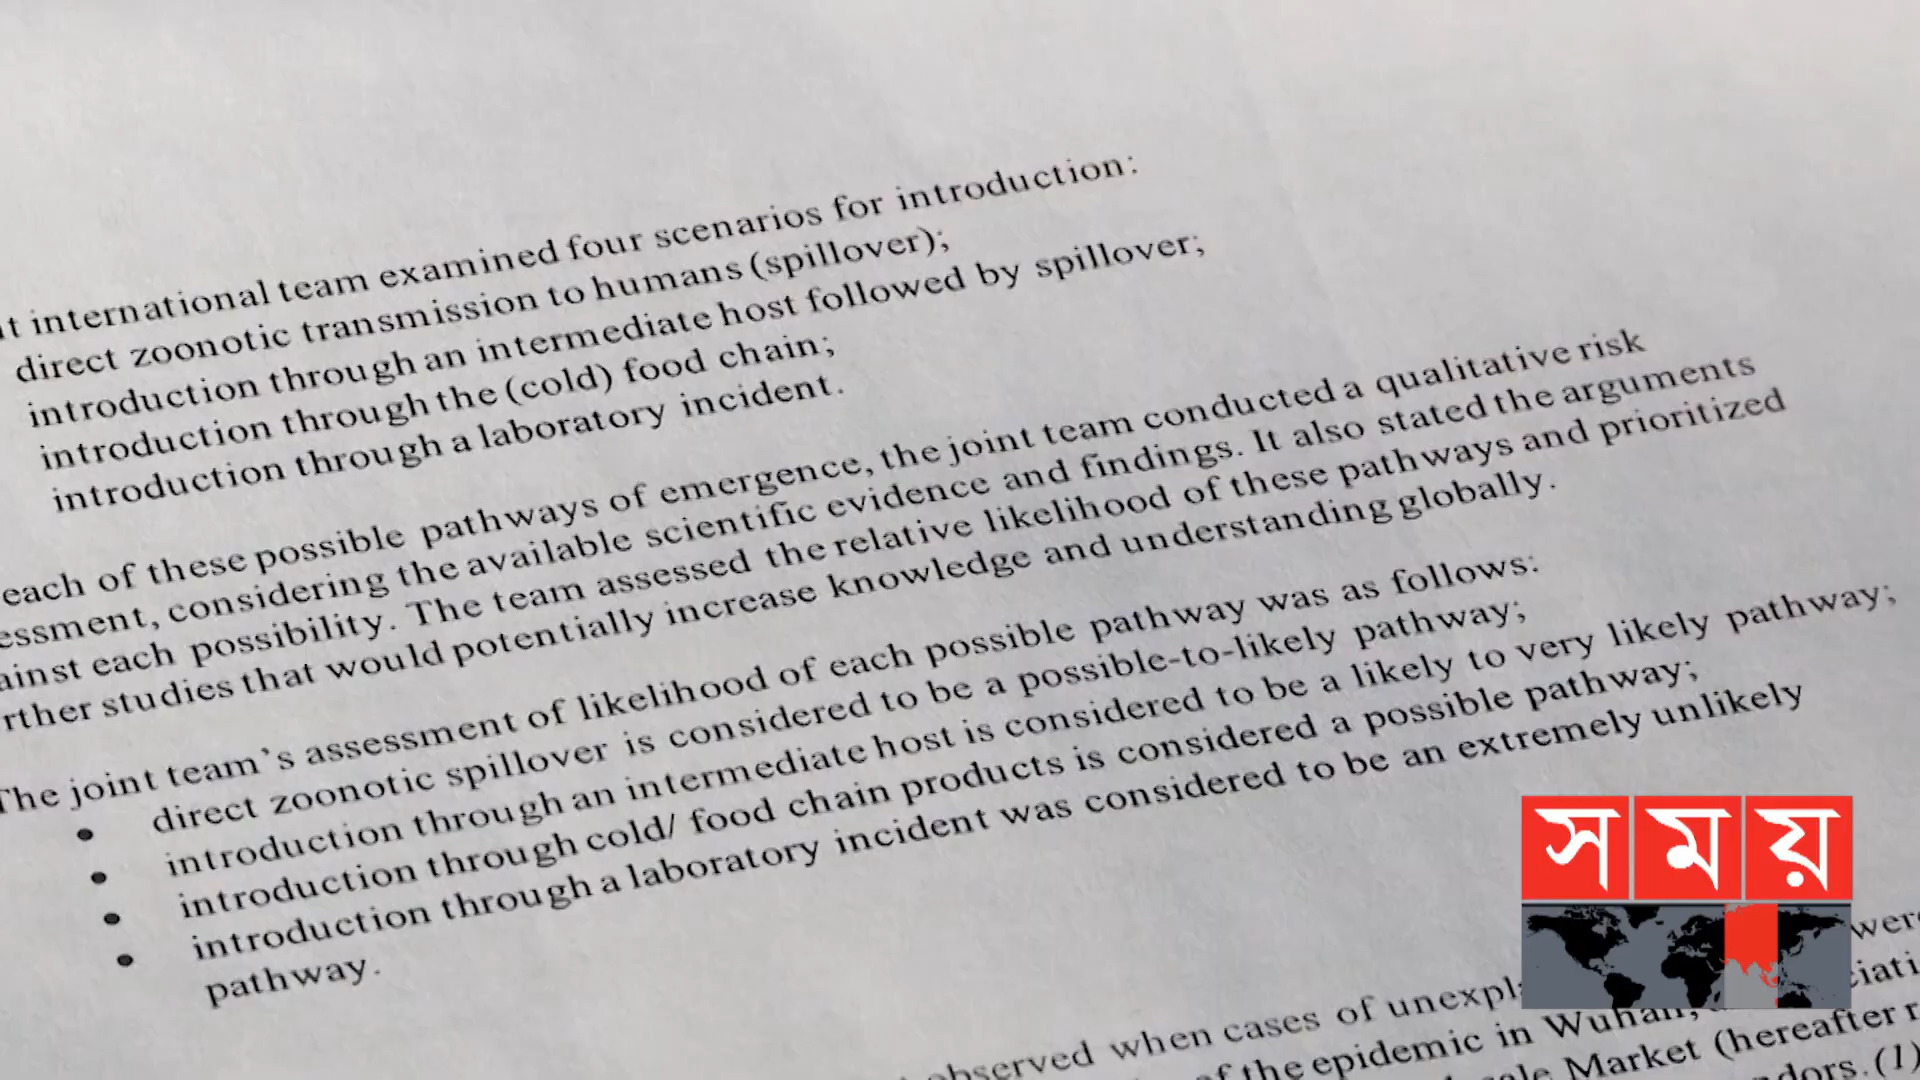 t international team examined four scenarios for introduction:
direct zoonotic transmission to humans (spillover);
introduction through an intermediate host followed by spillover;
introduction through the (cold) food chain;
introduction through a laboratory incident.
each of these possible pathways of emergence, the joint team conducted a qualitative risk
essment, considering the available scientific evidence and findings. It also stated the arguments
ainst each possibility. The team assessed the relative likelihood of these pathways and prioritized
rther studies that would potentially increase knowledge and understanding globally.
The joint team's assessment of likelihood of each possible pathway was as follows:
• direct zoonotic spillover is considered to be a possible-to-likely pathway;
• introduction through an intermediate host is considered to be a likely to very likely pathway;
• introduction through cold/ food chain products is considered a possible pathway;
• introduction through a laboratory incident was considered to be an extremely unlikely
pathway.
observed when cases of unexpl were
of the epidemic in Wuhan, ciati
sale Market (hereafter r
ndors. (1)
সময়